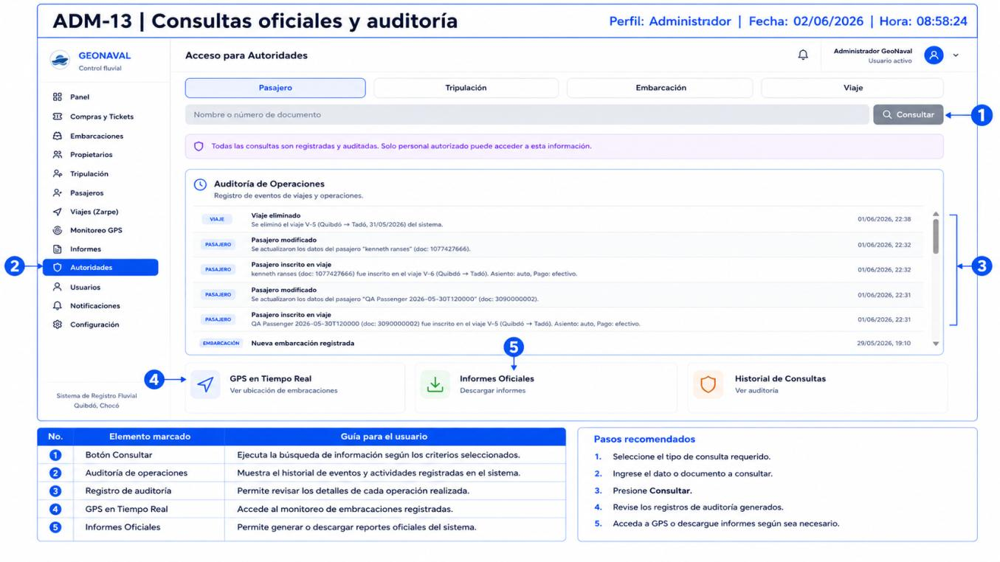 ADM-13 | Consultas oficiales y auditoría
Perfil: Administrador | Fecha: 02/06/2026 | Hora: 08:58:24
GEONAVAL
Control fluvial
Panel
Compras y Tickets
Embarcaciones
Propietarios
Tripulación
Pasajeros
Viajes (Zarpe)
Monitoreo GPS
Informes
2
Autoridades
Usuarios
Notificaciones
Configuración
Sistema de Registro Fluvial
Quibdó, Chocó
Acceso para Autoridades
Administrador GeoNaval
Usuario activo
Pasajero
Tripulación
Embarcación
Viaje
Nombre o número de documento
Consultar
1
Todas las consultas son registradas y auditadas. Solo personal autorizado puede acceder a esta información.
Auditoría de Operaciones
Registro de eventos de viajes y operaciones.
VIAJE
Viaje eliminado
Se eliminó el viaje V-5 (Quibdó → Tadó, 31/05/2026) del sistema.
01/06/2026, 22:38
PASAJERO
Pasajero modificado
Se actualizaron los datos del pasajero "kenneth ranses" (doc: 1077427666).
01/06/2026, 22:32
PASAJERO
Pasajero inscrito en viaje
kenneth ranses (doc: 1077427666) fue inscrito en el viaje V-6 (Quibdó → Tadó). Asiento: auto, Pago: efectivo.
01/06/2026, 22:32
3
PASAJERO
Pasajero modificado
Se actualizaron los datos del pasajero "QA Passenger 2026-05-30T120000" (doc: 3090000002).
01/06/2026, 22:31
PASAJERO
Pasajero inscrito en viaje
QA Passenger 2026-05-30T120000 (doc: 3090000002) fue inscrito en el viaje V-5 (Quibdó → Tadó). Asiento: auto, Pago: efectivo.
01/06/2026, 22:31
EMBARCACIÓN
Nueva embarcación registrada
29/05/2026, 19:10
5
4
GPS en Tiempo Real
Ver ubicación de embracaciones
Informes Oficiales
Descargar informes
Historial de Consultas
Ver auditoría
No. Elemento marcado Guía para el usuario
1 Botón Consultar Ejecuta la búsqueda de información según los criterios seleccionados.
2 Auditoría de operaciones Muestra el historial de eventos y actividades registradas en el sistema.
3 Registro de auditoría Permite revisar los detalles de cada operación realizada.
4 GPS en Tiempo Real Accede al monitoreo de embracaciones registradas.
5 Informes Oficiales Permite generar o descargar reportes oficiales del sistema.
Pasos recomendados
1. Seleccione el tipo de consulta requerido.
2. Ingrese el dato o documento a consultar.
3. Presione Consultar.
4. Revise los registros de auditoría generados.
5. Acceda a GPS o descargue informes según sea necesario.